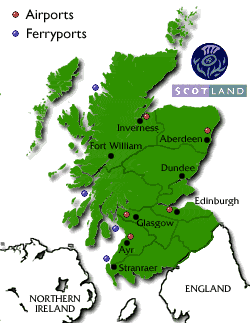 Airports
Ferryports
SCOTLAND
Inverness
Aberdeen
Fort William
Dundee
Edinburgh
Glasgow
Ayr
Stranraer
ENGLAND
NORTHERN
IRELAND